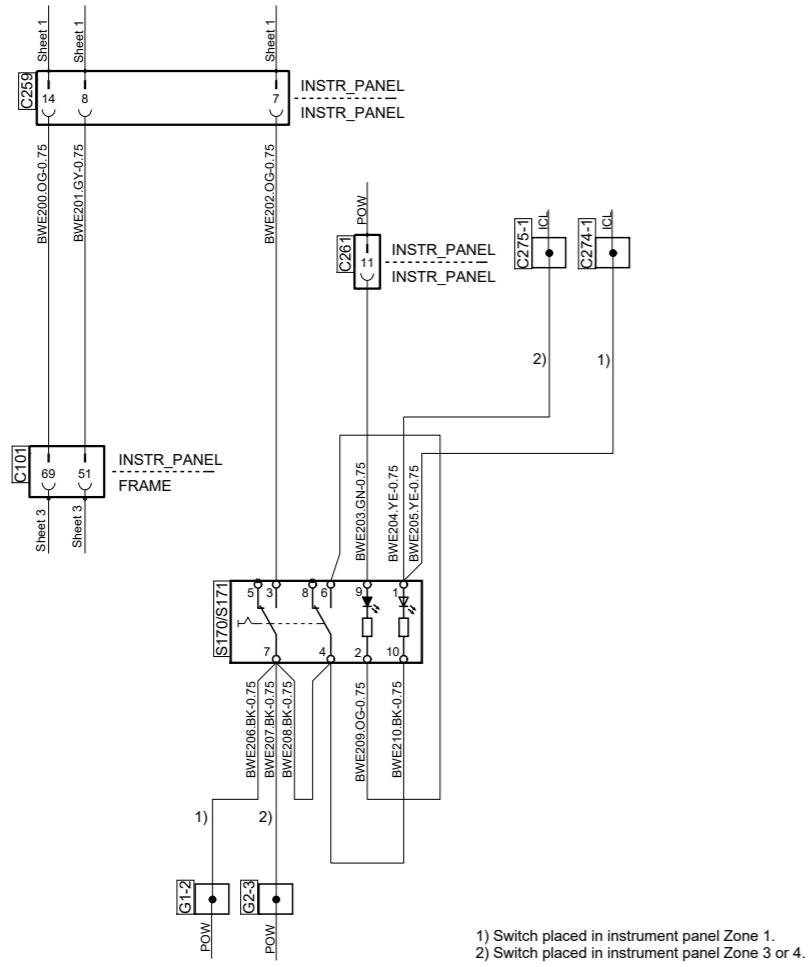 Sheet 1
Sheet 1
Sheet 1
C259
14
8
7
INSTR_PANEL
INSTR_PANEL
BWE200.OG-0.75
BWE201.GY-0.75
BWE202.OG-0.75
POW
C261
11
INSTR_PANEL
INSTR_PANEL
C275-1
ICL
C274-1
ICL
2)
1)
C101
69
51
INSTR_PANEL
FRAME
Sheet 3
Sheet 3
BWE203.GN-0.75
BWE204.YE-0.75
BWE205.YE-0.75
S170/S171
5
3
8
6
9
1
7
4
2
10
BWE206.BK-0.75
BWE207.BK-0.75
BWE208.BK-0.75
BWE209.OG-0.75
BWE210.BK-0.75
1)
2)
G1-2
G2-3
POW
POW
1) Switch placed in instrument panel Zone 1.
2) Switch placed in instrument panel Zone 3 or 4.